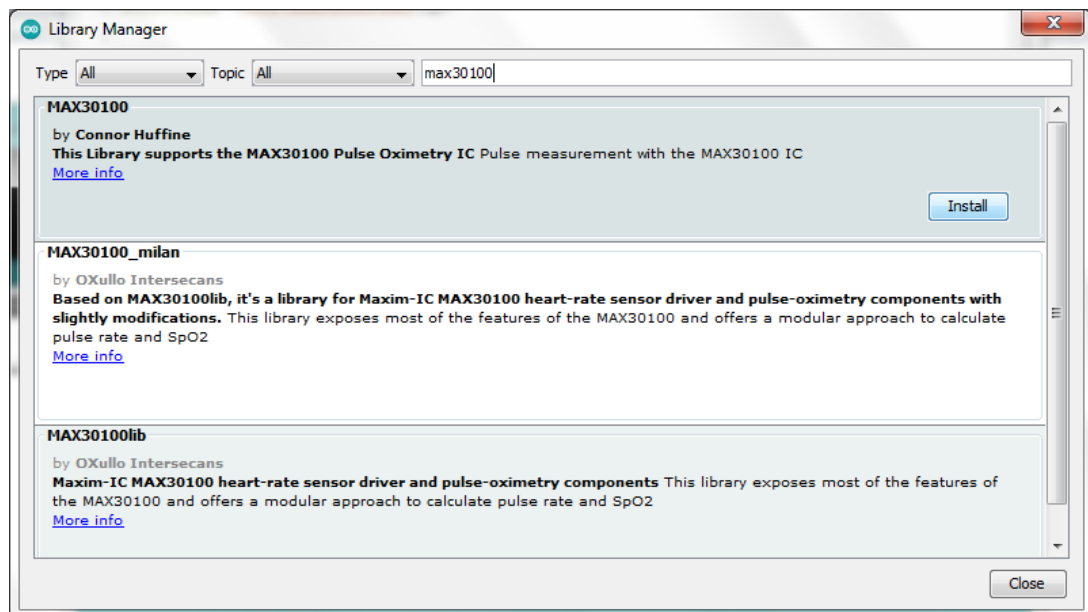 Library Manager
Type All Topic All max30100
MAX30100
by Connor Huffine
This Library supports the MAX30100 Pulse Oximetry IC Pulse measurement with the MAX30100 IC
More info
Install
MAX30100_milan
by OXullo Intersecans
Based on MAX30100lib, it's a library for Maxim-IC MAX30100 heart-rate sensor driver and pulse-oximetry components with
slightly modifications. This library exposes most of the features of the MAX30100 and offers a modular approach to calculate
pulse rate and SpO2
More info
MAX30100lib
by OXullo Intersecans
Maxim-IC MAX30100 heart-rate sensor driver and pulse-oximetry components This library exposes most of the features of
the MAX30100 and offers a modular approach to calculate pulse rate and SpO2
More info
Close